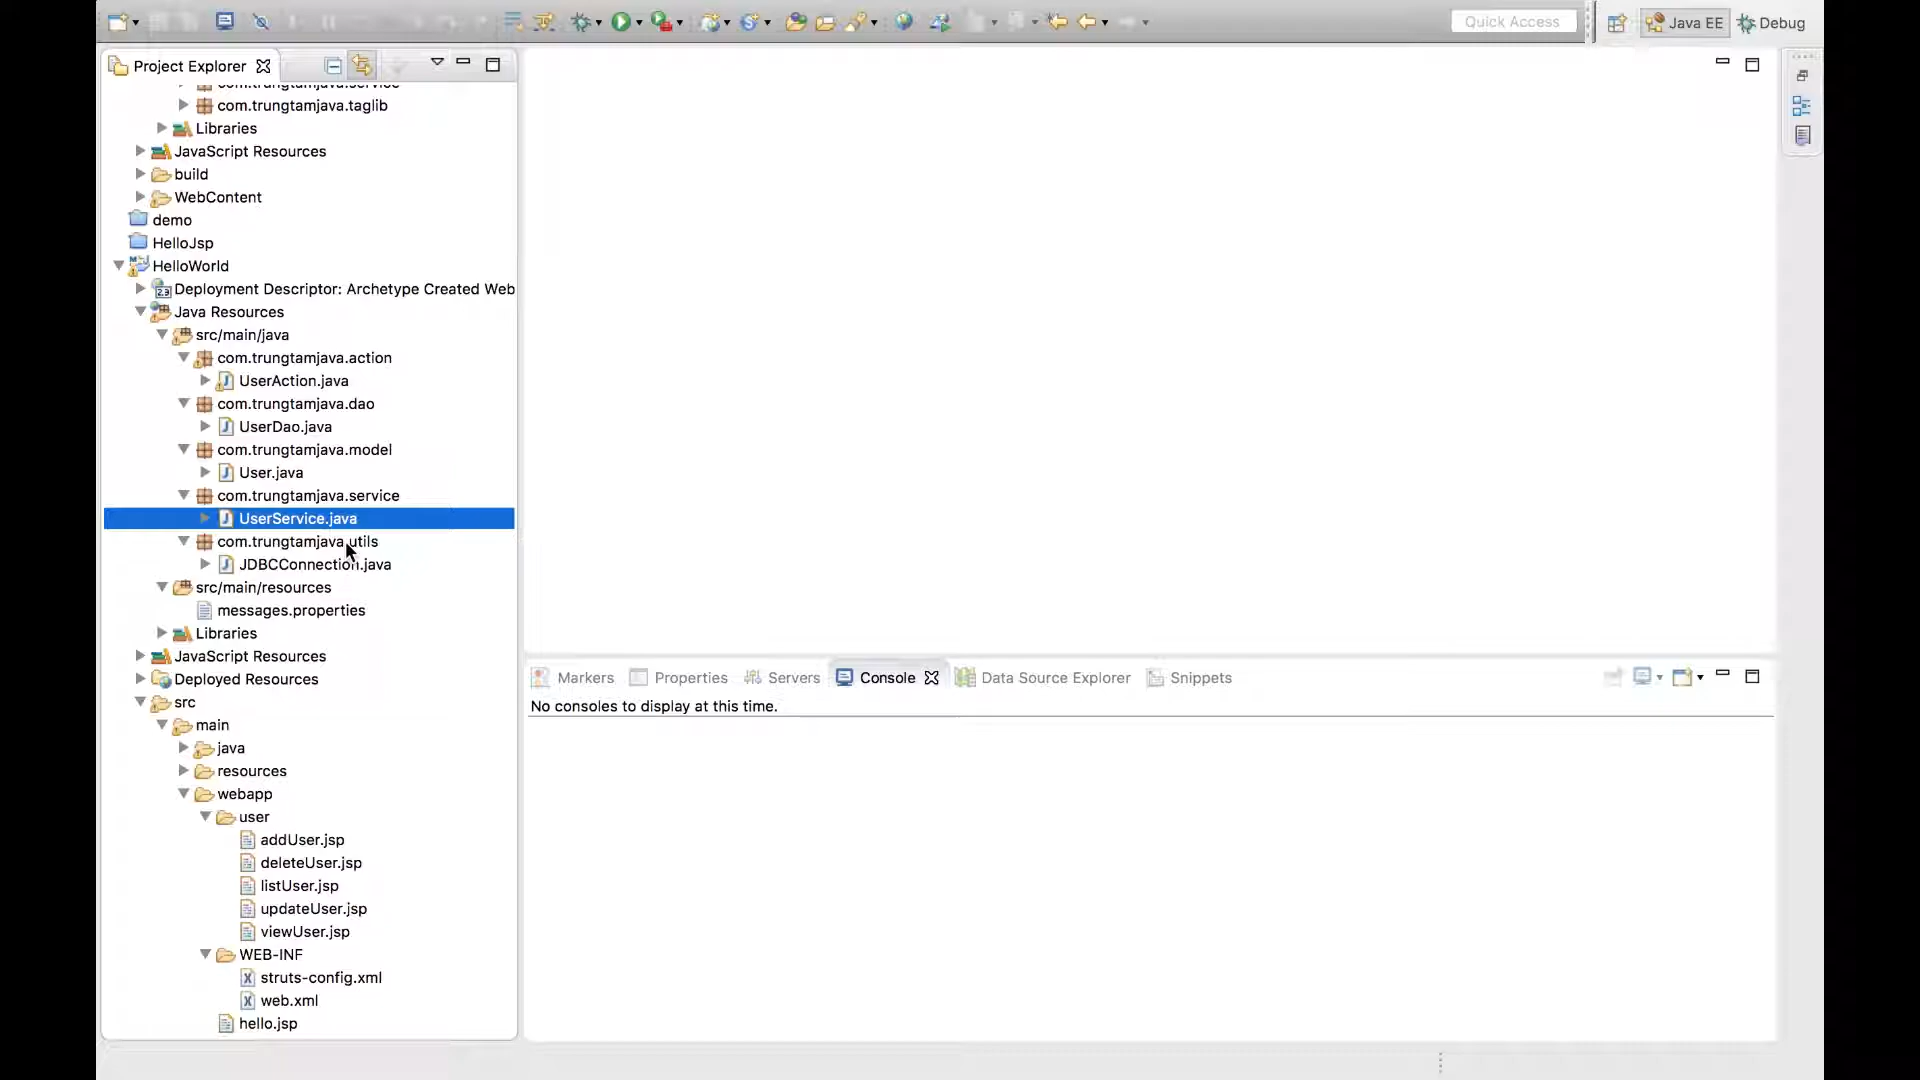 Quick Access
Java EE
Debug
Project Explorer
com.trungtamjava.service
com.trungtamjava.taglib
Libraries
JavaScript Resources
build
WebContent
demo
HelloJsp
HelloWorld
Deployment Descriptor: Archetype Created Web
Java Resources
src/main/java
com.trungtamjava.action
UserAction.java
com.trungtamjava.dao
UserDao.java
com.trungtamjava.model
User.java
com.trungtamjava.service
UserService.java
com.trungtamjava.utils
JDBCConnection.java
src/main/resources
messages.properties
Libraries
JavaScript Resources
Deployed Resources
src
main
java
resources
webapp
user
addUser.jsp
deleteUser.jsp
listUser.jsp
updateUser.jsp
viewUser.jsp
WEB-INF
struts-config.xml
web.xml
hello.jsp
Markers
Properties
Servers
Console
Data Source Explorer
Snippets
No consoles to display at this time.